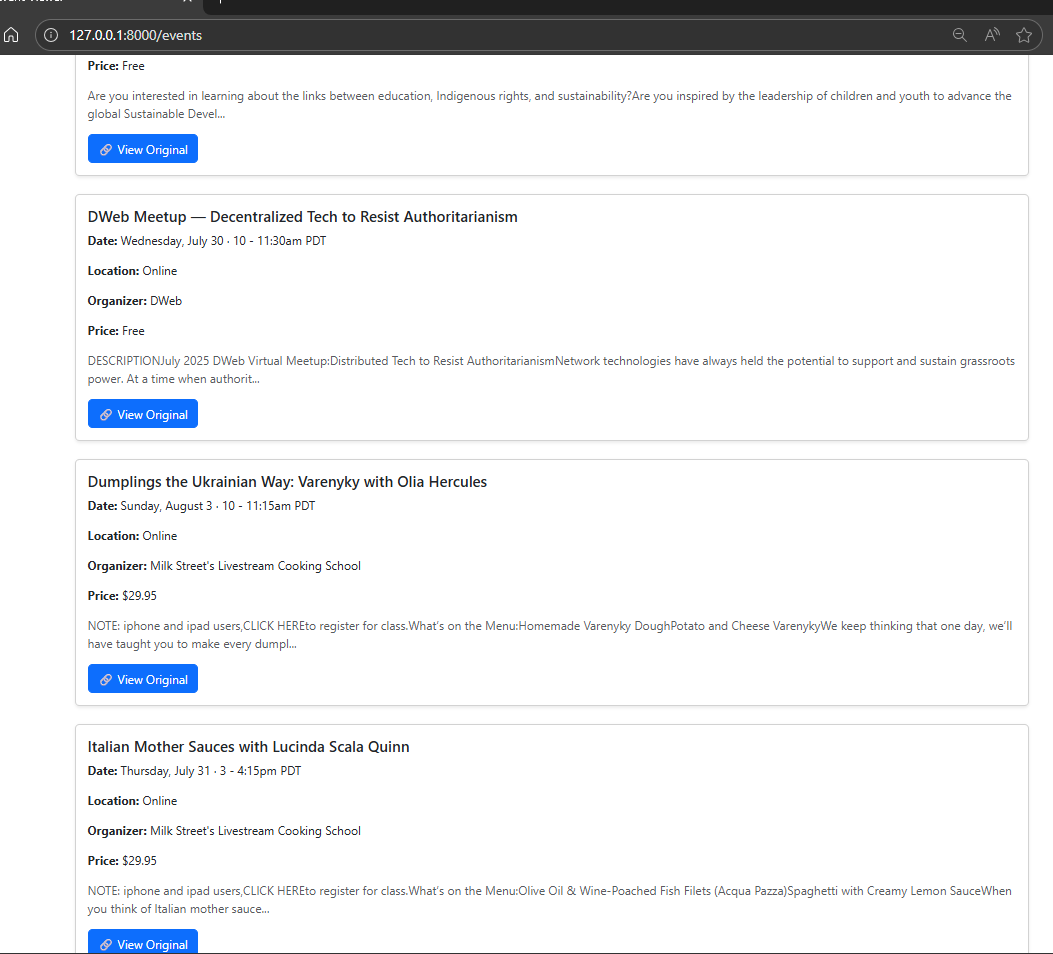 127.0.0.1:8000/events
Price: Free
Are you interested in learning about the links between education, Indigenous rights, and sustainability?Are you inspired by the leadership of children and youth to advance the
global Sustainable Devel...
View Original
DWeb Meetup — Decentralized Tech to Resist Authoritarianism
Date: Wednesday, July 30 · 10 - 11:30am PDT
Location: Online
Organizer: DWeb
Price: Free
DESCRIPTIONJuly 2025 DWeb Virtual Meetup:Distributed Tech to Resist AuthoritarianismNetwork technologies have always held the potential to support and sustain grassroots
power. At a time when authorit...
View Original
Dumplings the Ukrainian Way: Varenyky with Olia Hercules
Date: Sunday, August 3 · 10 - 11:15am PDT
Location: Online
Organizer: Milk Street's Livestream Cooking School
Price: $29.95
NOTE: iphone and ipad users,CLICK HEREto register for class.What's on the Menu:Homemade Varenyky DoughPotato and Cheese VarenykyWe keep thinking that one day, we'll
have taught you to make every dumpl...
View Original
Italian Mother Sauces with Lucinda Scala Quinn
Date: Thursday, July 31 · 3 - 4:15pm PDT
Location: Online
Organizer: Milk Street's Livestream Cooking School
Price: $29.95
NOTE: iphone and ipad users,CLICK HEREto register for class.What's on the Menu:Olive Oil & Wine-Poached Fish Filets (Acqua Pazza)Spaghetti with Creamy Lemon SauceWhen
you think of Italian mother sauce...
View Original